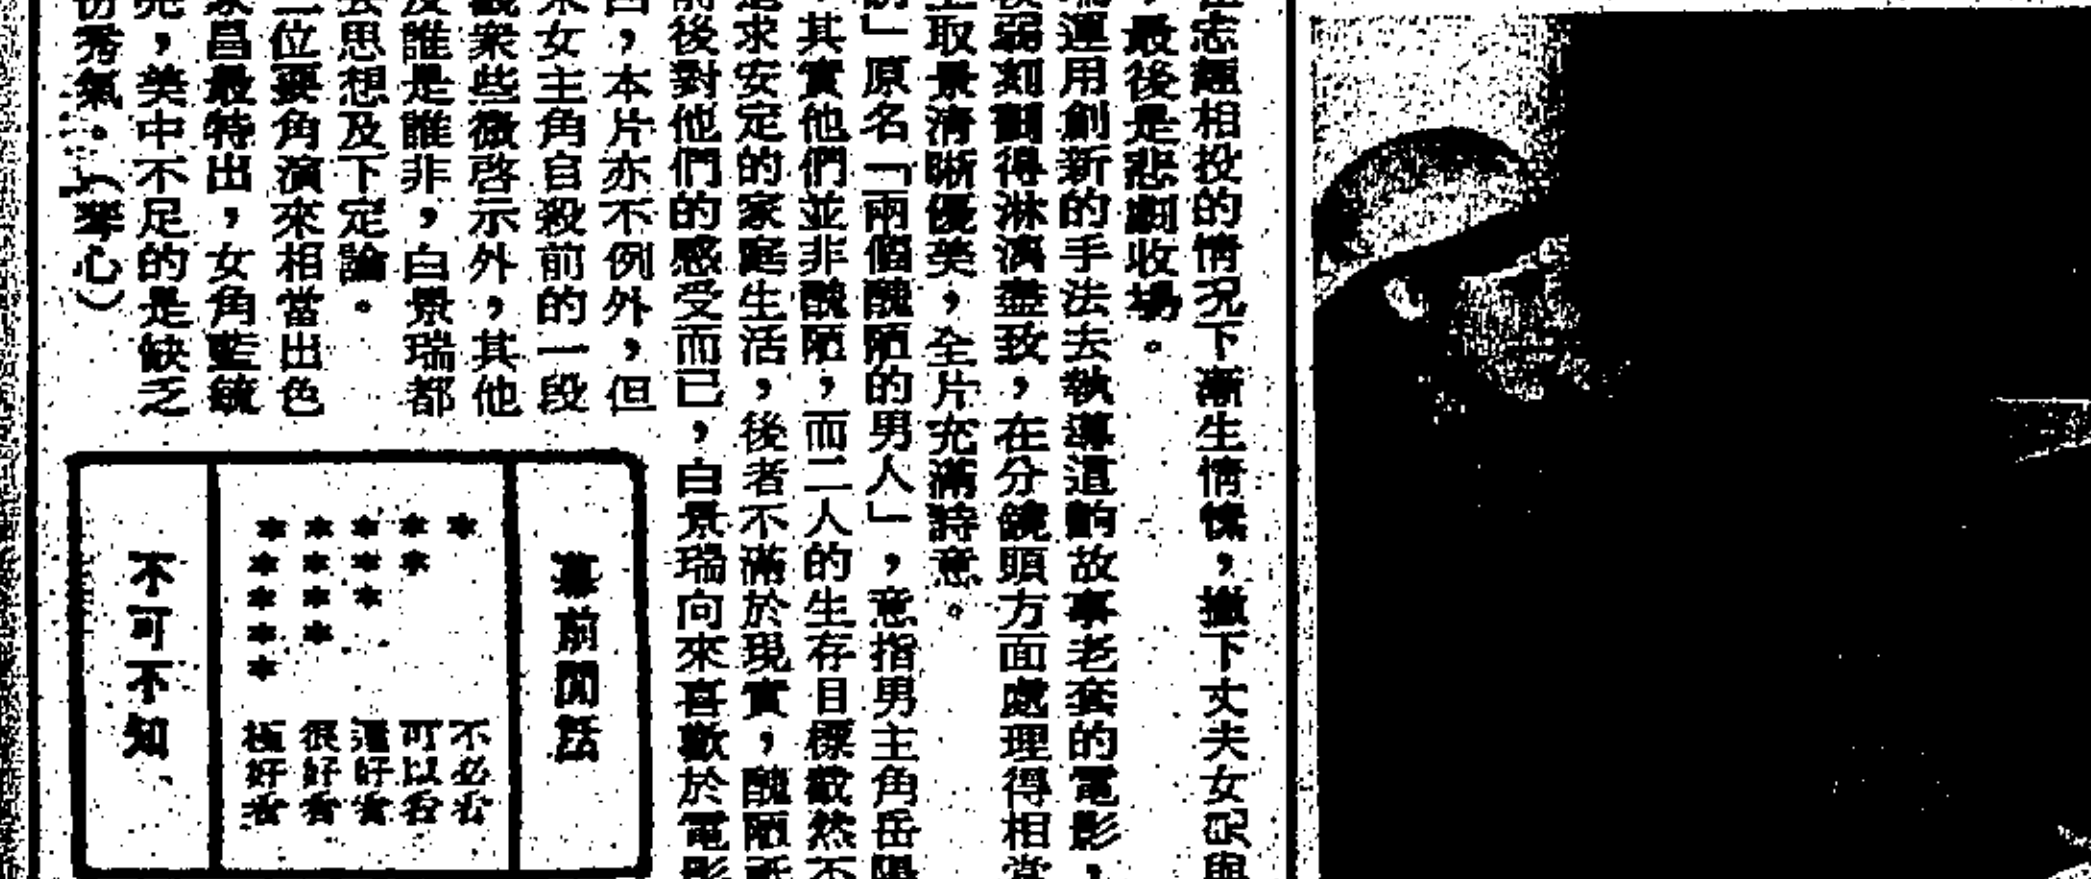 志趣相投的情況下漸生情愫，撇下丈夫女兒與
，最後是悲劇收場。
運用創新的手法去執導這齣故事老套的電影，
弱刻劃得淋漓盡致，在分鏡頭方面處理得相當
取景清晰優美，全片充滿詩意。
」原名「兩個醜陋的男人」，意指男主角岳陽
其實他們並非醜陋，而二人的生存目標截然不
追求安定的家庭生活，後者不滿於現實，醜陋祇
前後對他們的感受而已，白景瑞向來喜歡於電影
，本片亦不例外，但
女主角自殺前的一段
觀衆些微啓示外，其他
誰是誰非，白景瑞都
去思想及下定論。
位要角演來相當出色
家昌最特出，女角藍毓
，美中不足的是缺乏
份秀氣。（琴心）
幕前閒話
* 不必看
** 可以看
*** 還好看
**** 很好看
***** 極好看
不可不知